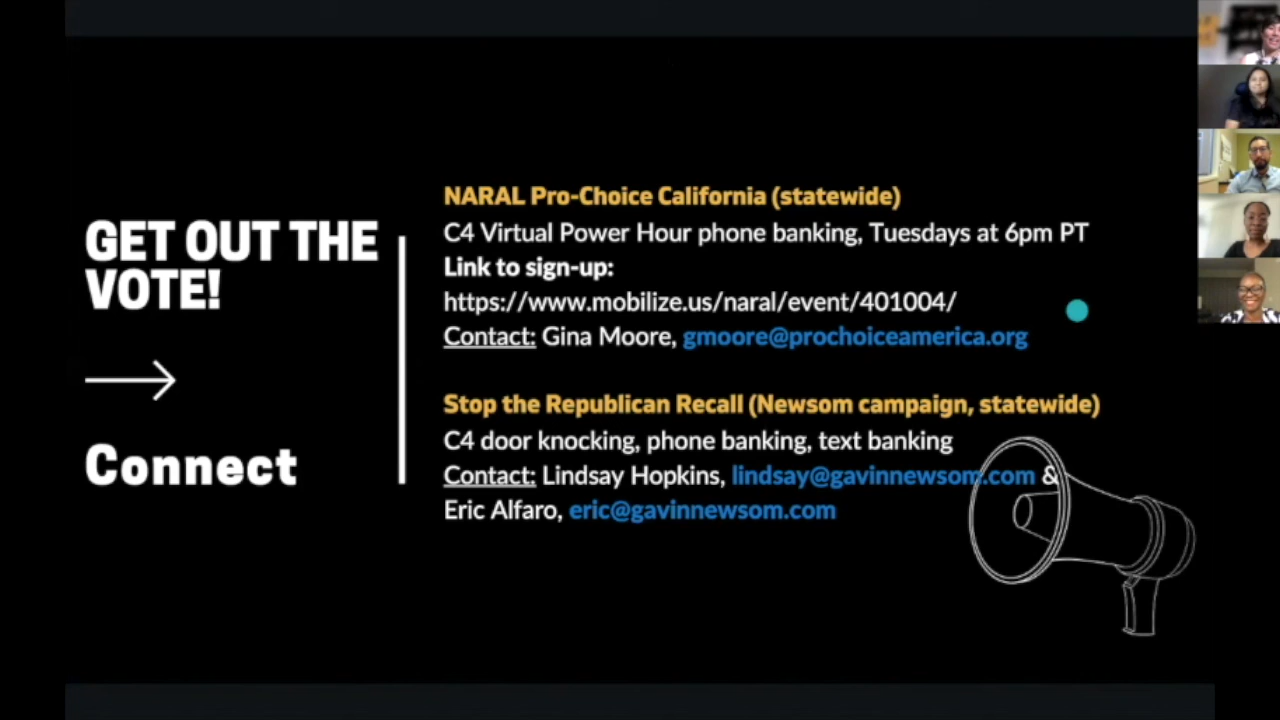 GET OUT THE
VOTE!
Connect
NARAL Pro-Choice California (statewide)
C4 Virtual Power Hour phone banking, Tuesdays at 6pm PT
Link to sign-up:
https://www.mobilize.us/naral/event/401004/
Contact: Gina Moore, gmoore@prochoiceamerica.org
Stop the Republican Recall (Newsom campaign, statewide)
C4 door knocking, phone banking, text banking
Contact: Lindsay Hopkins, lindsay@gavinnewsom.com &
Eric Alfaro, eric@gavinnewsom.com